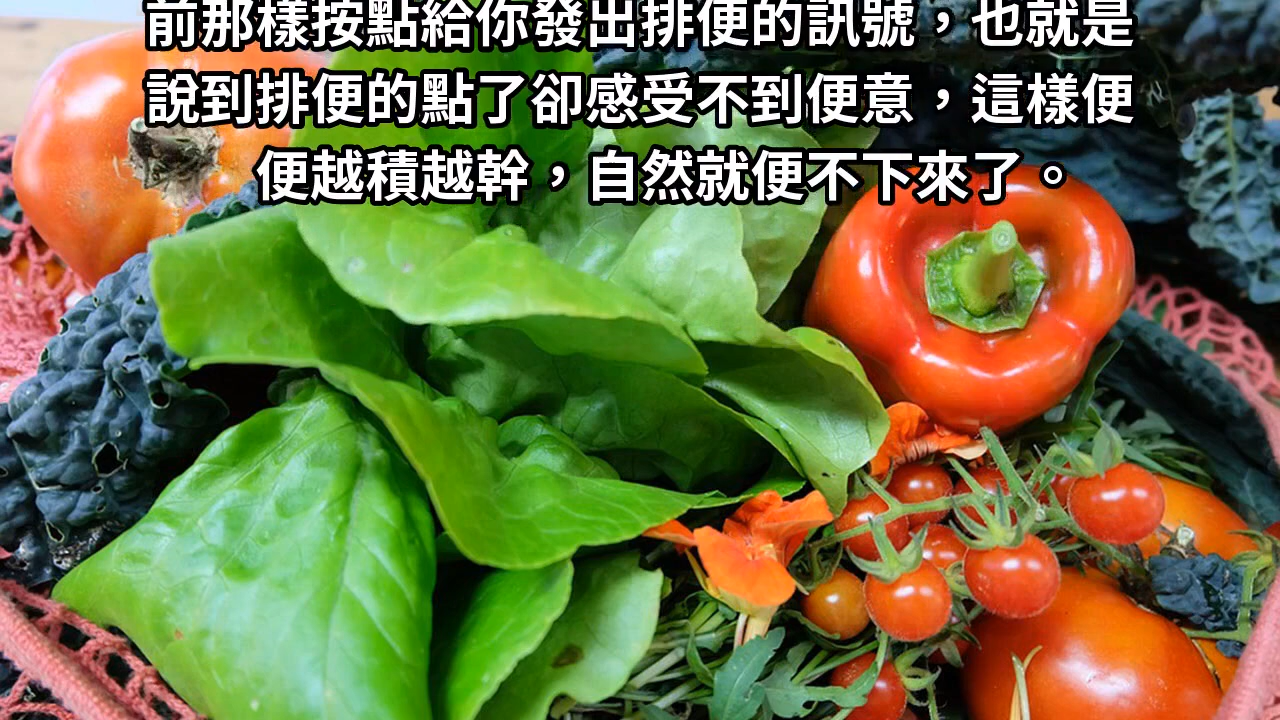 前那樣按點給你發出排便的訊號，也就是
說到排便的點了卻感受不到便意，這樣便
便越積越幹，自然就便不下來了。